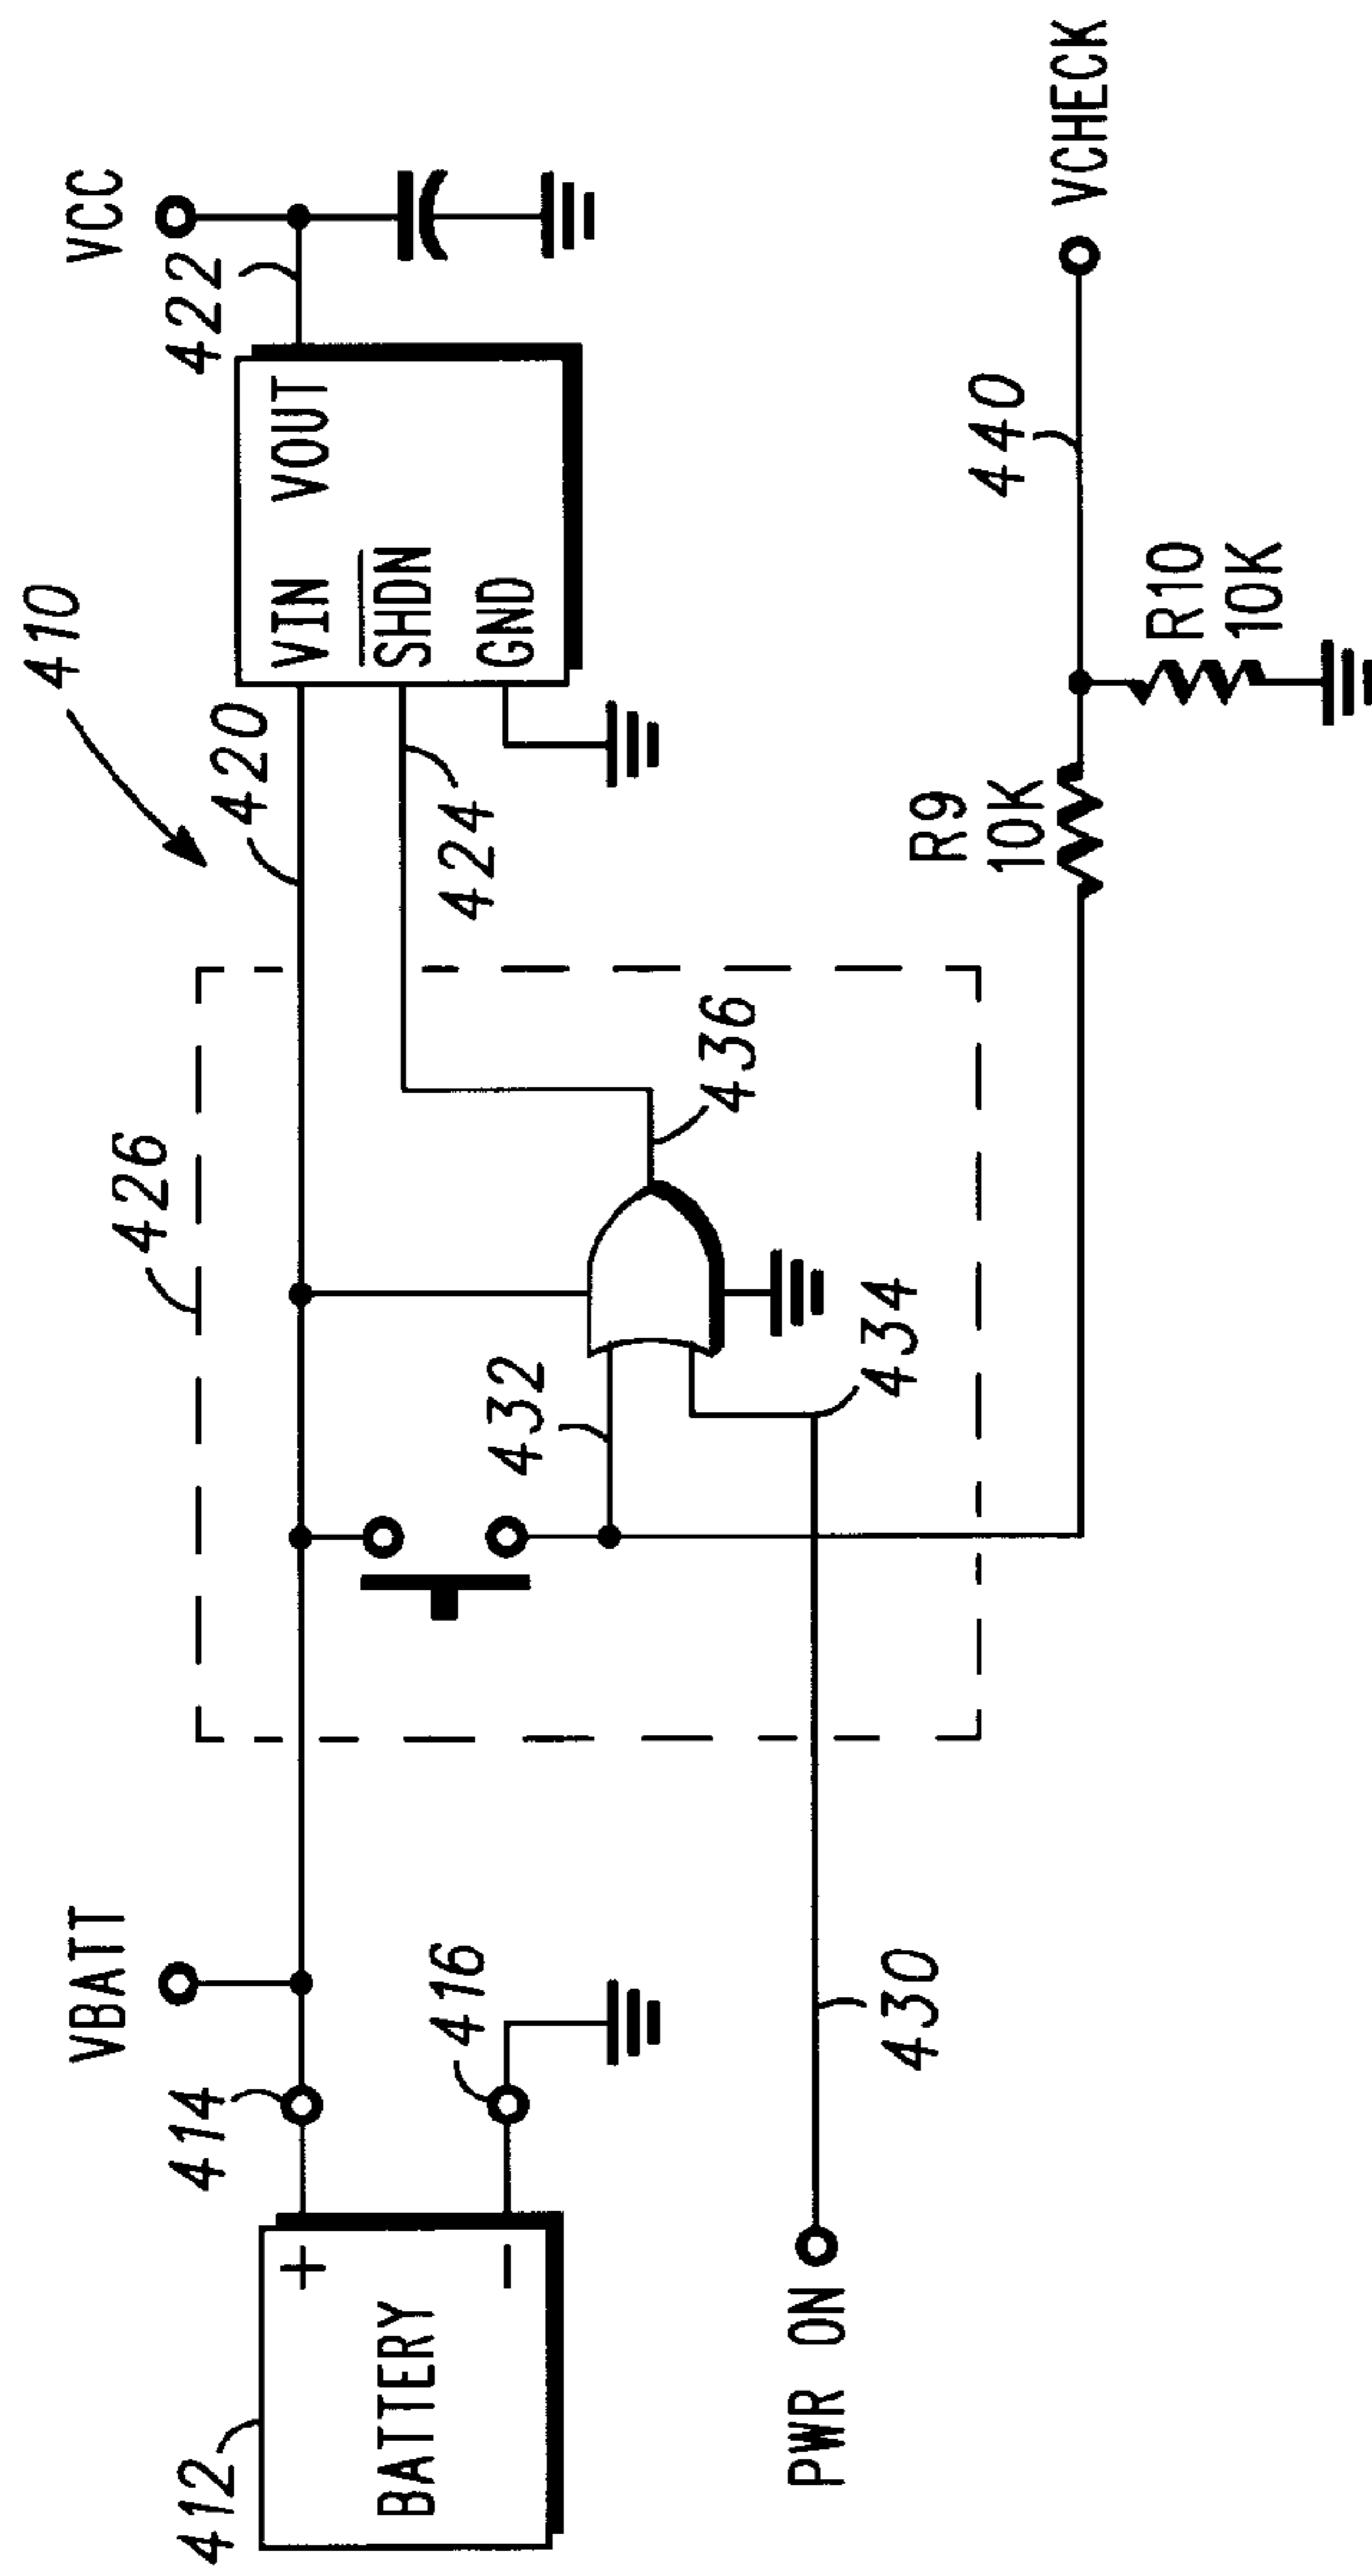 410
VBATT
426
VCC
412
414
420
422
BATTERY
+
−
416
VIN VOUT
SHDN
GND
424
432
436
PWR ON
430
434
R9
10K
440
VCHECK
R10
10K